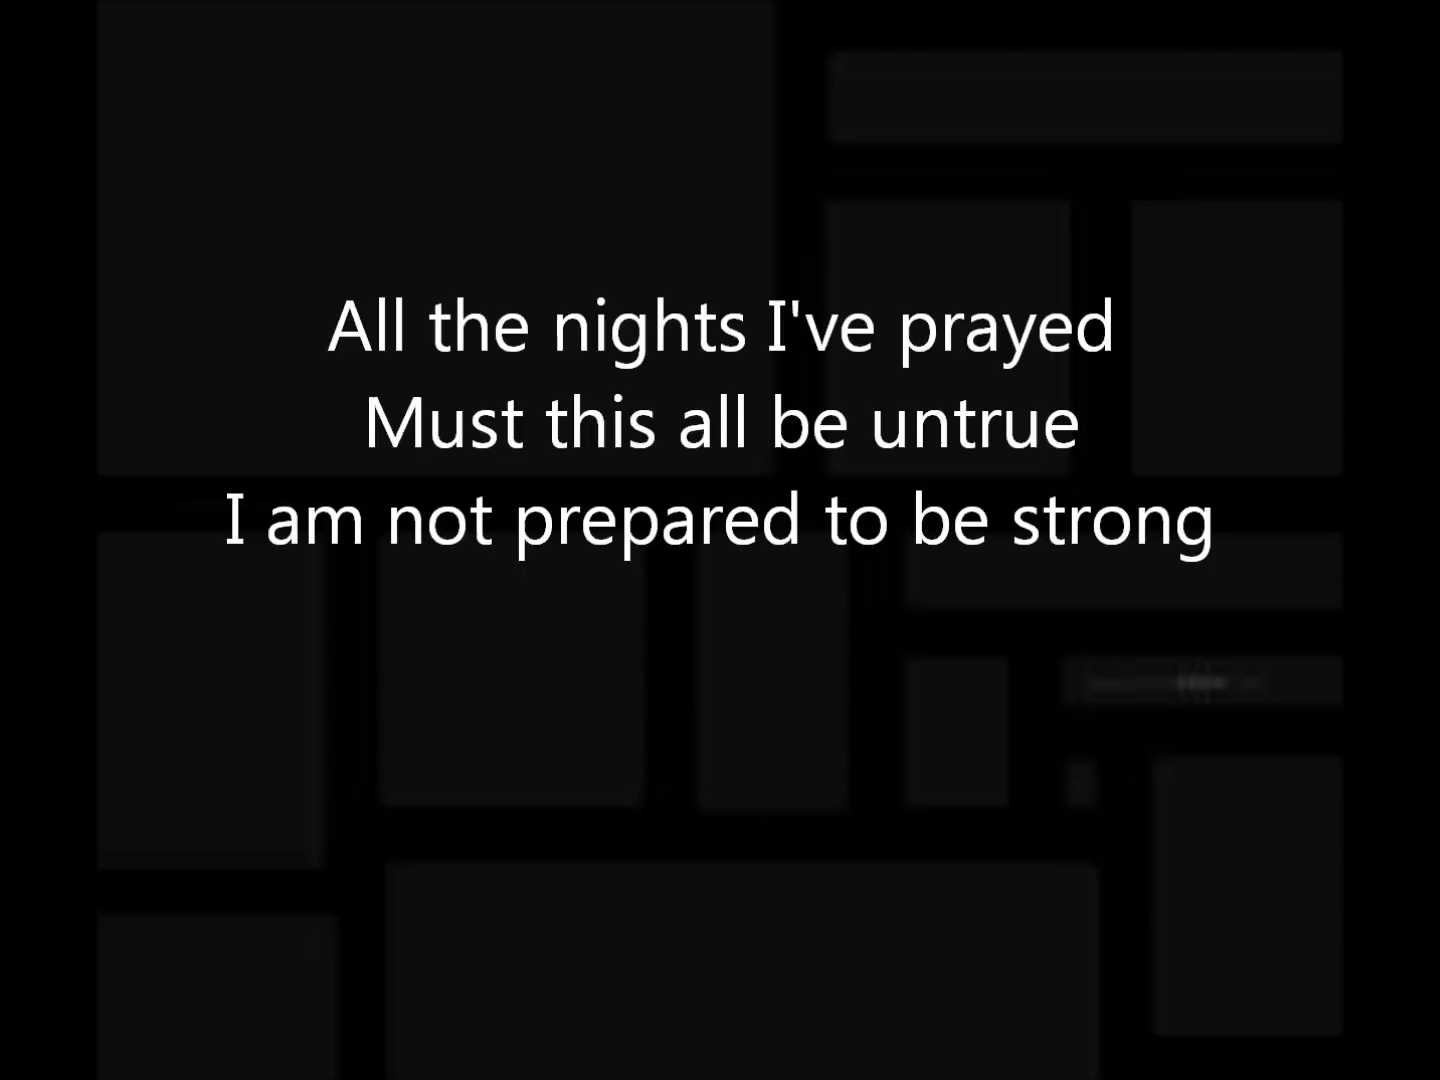 All the nights I've prayed
Must this all be untrue
I am not prepared to be strong